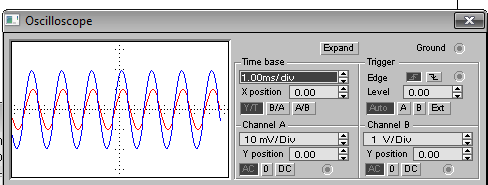 Oscilloscope
Expand Ground
Time base Trigger
1.00ms/div Edge
X position 0.00 Level 0.00
Y/T B/A A/B Auto A B Ext
Channel A Channel B
10 mV/Div 1 V/Div
Y position 0.00 Y position 0.00
AC 0 DC AC 0 DC